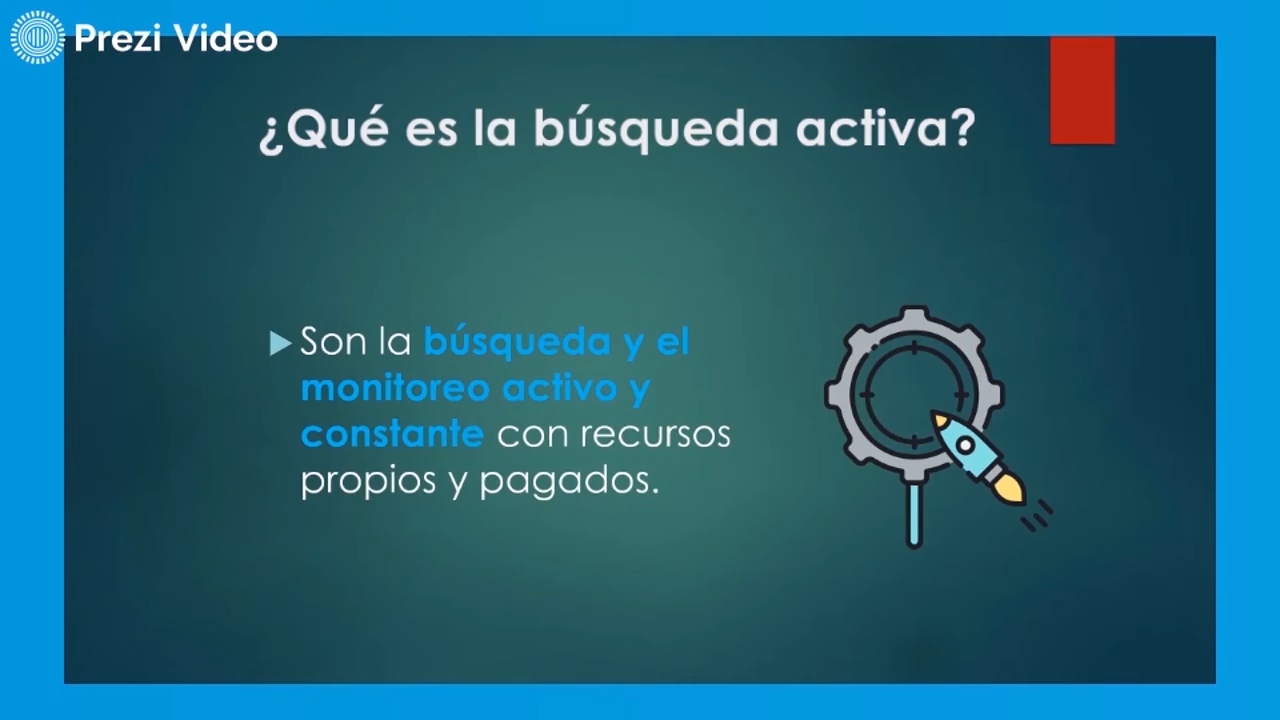 Prezi Video
¿Qué es la búsqueda activa?
Son la búsqueda y el
monitoreo activo y
constante con recursos
propios y pagados.